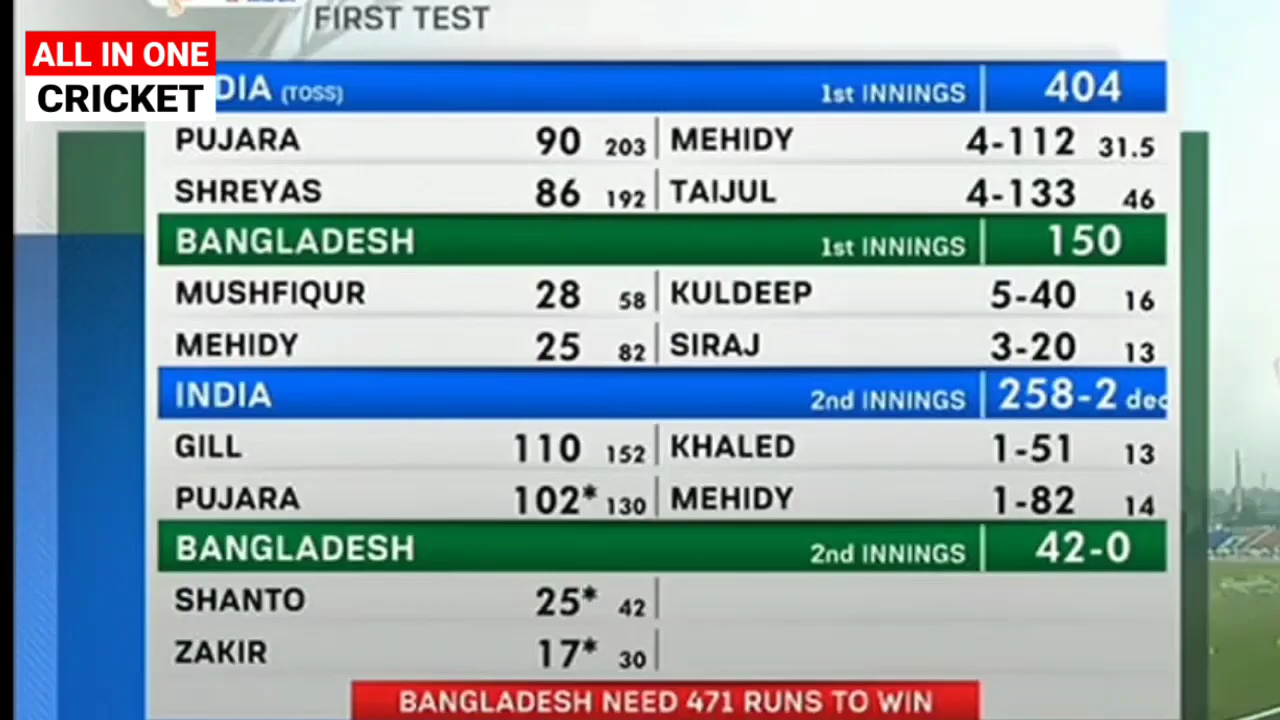 FIRST TEST
ALL IN ONE
CRICKET
DIA (TOSS) 1st INNINGS 404
PUJARA 90 203 MEHIDY 4-112 31.5
SHREYAS 86 192 TAIJUL 4-133 46
BANGLADESH 1st INNINGS 150
MUSHFIQUR 28 58 KULDEEP 5-40 16
MEHIDY 25 82 SIRAJ 3-20 13
INDIA 2nd INNINGS 258-2 dec
GILL 110 152 KHALED 1-51 13
PUJARA 102* 130 MEHIDY 1-82 14
BANGLADESH 2nd INNINGS 42-0
SHANTO 25* 42
ZAKIR 17* 30
BANGLADESH NEED 471 RUNS TO WIN